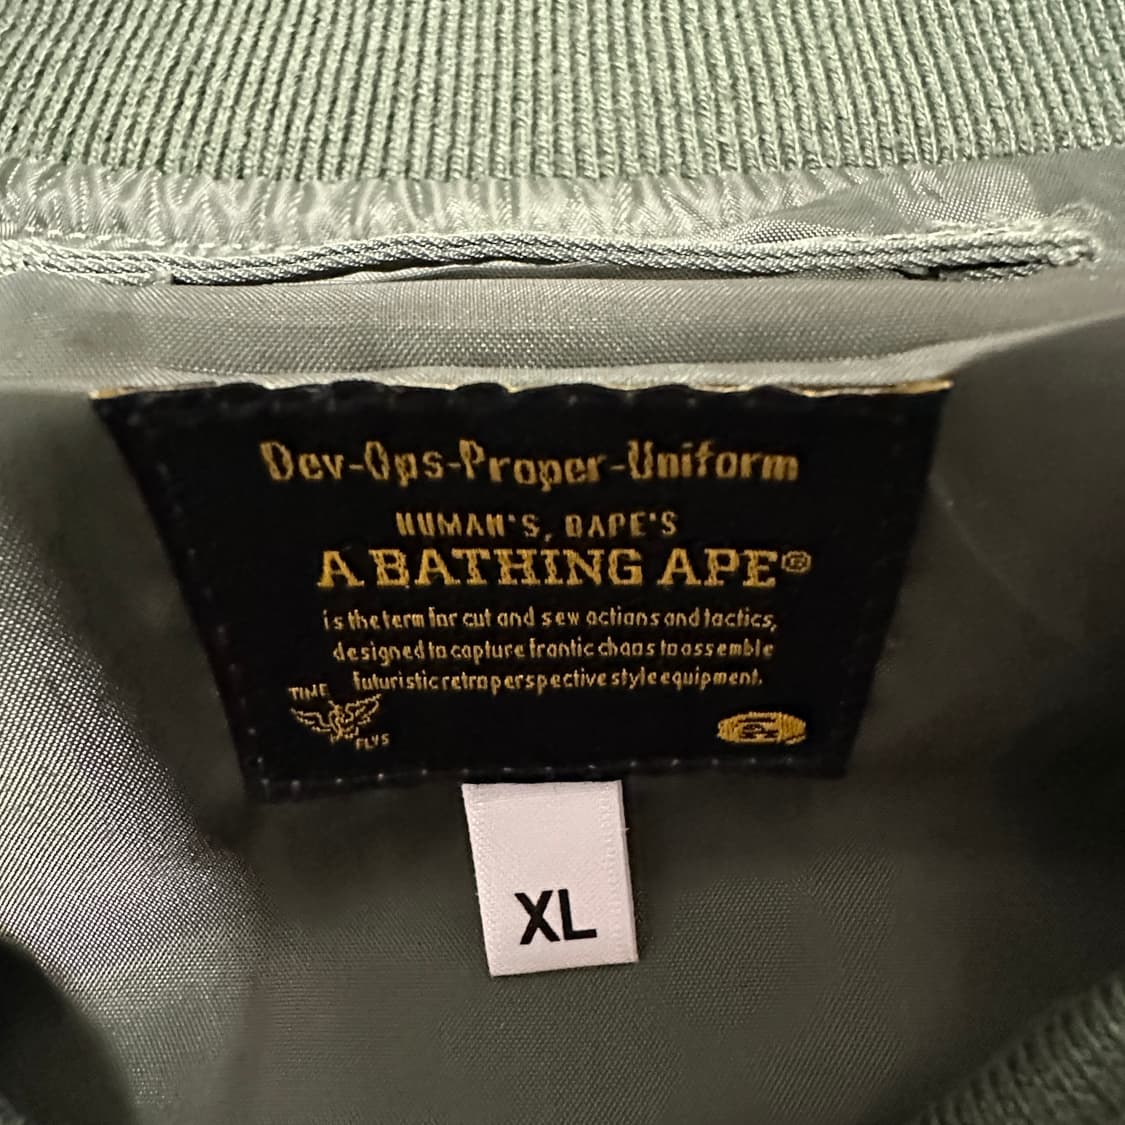 Dev-Ops-Proper-Uniform
HUMAN'S, BAPE'S
A BATHING APE®
is the term for cut and sew actions and tactics,
designed to capture frantic chaos to assemble
futuristic retro perspective style equipment.
TIME
FLYS
XL